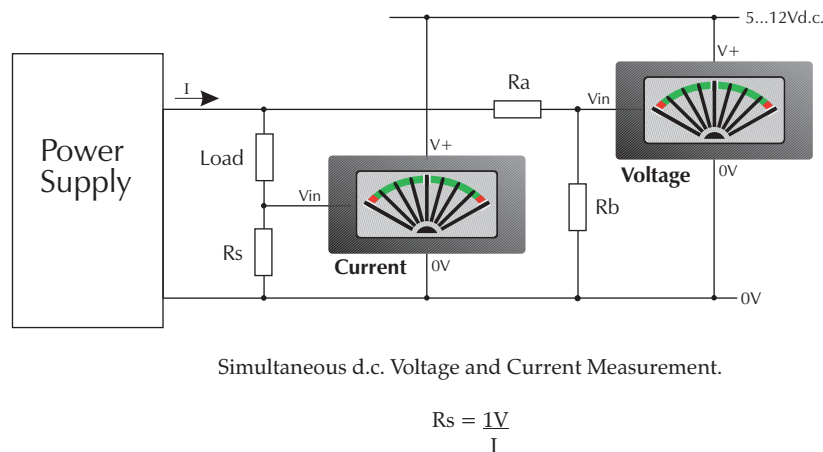 5...12Vd.c.
V+
I
Ra
Vin
Power
Supply
V+
Load
Voltage
0V
Vin
Rb
Rs
Current
0V
0V
Simultaneous d.c. Voltage and Current Measurement.
Rs = 1V
I